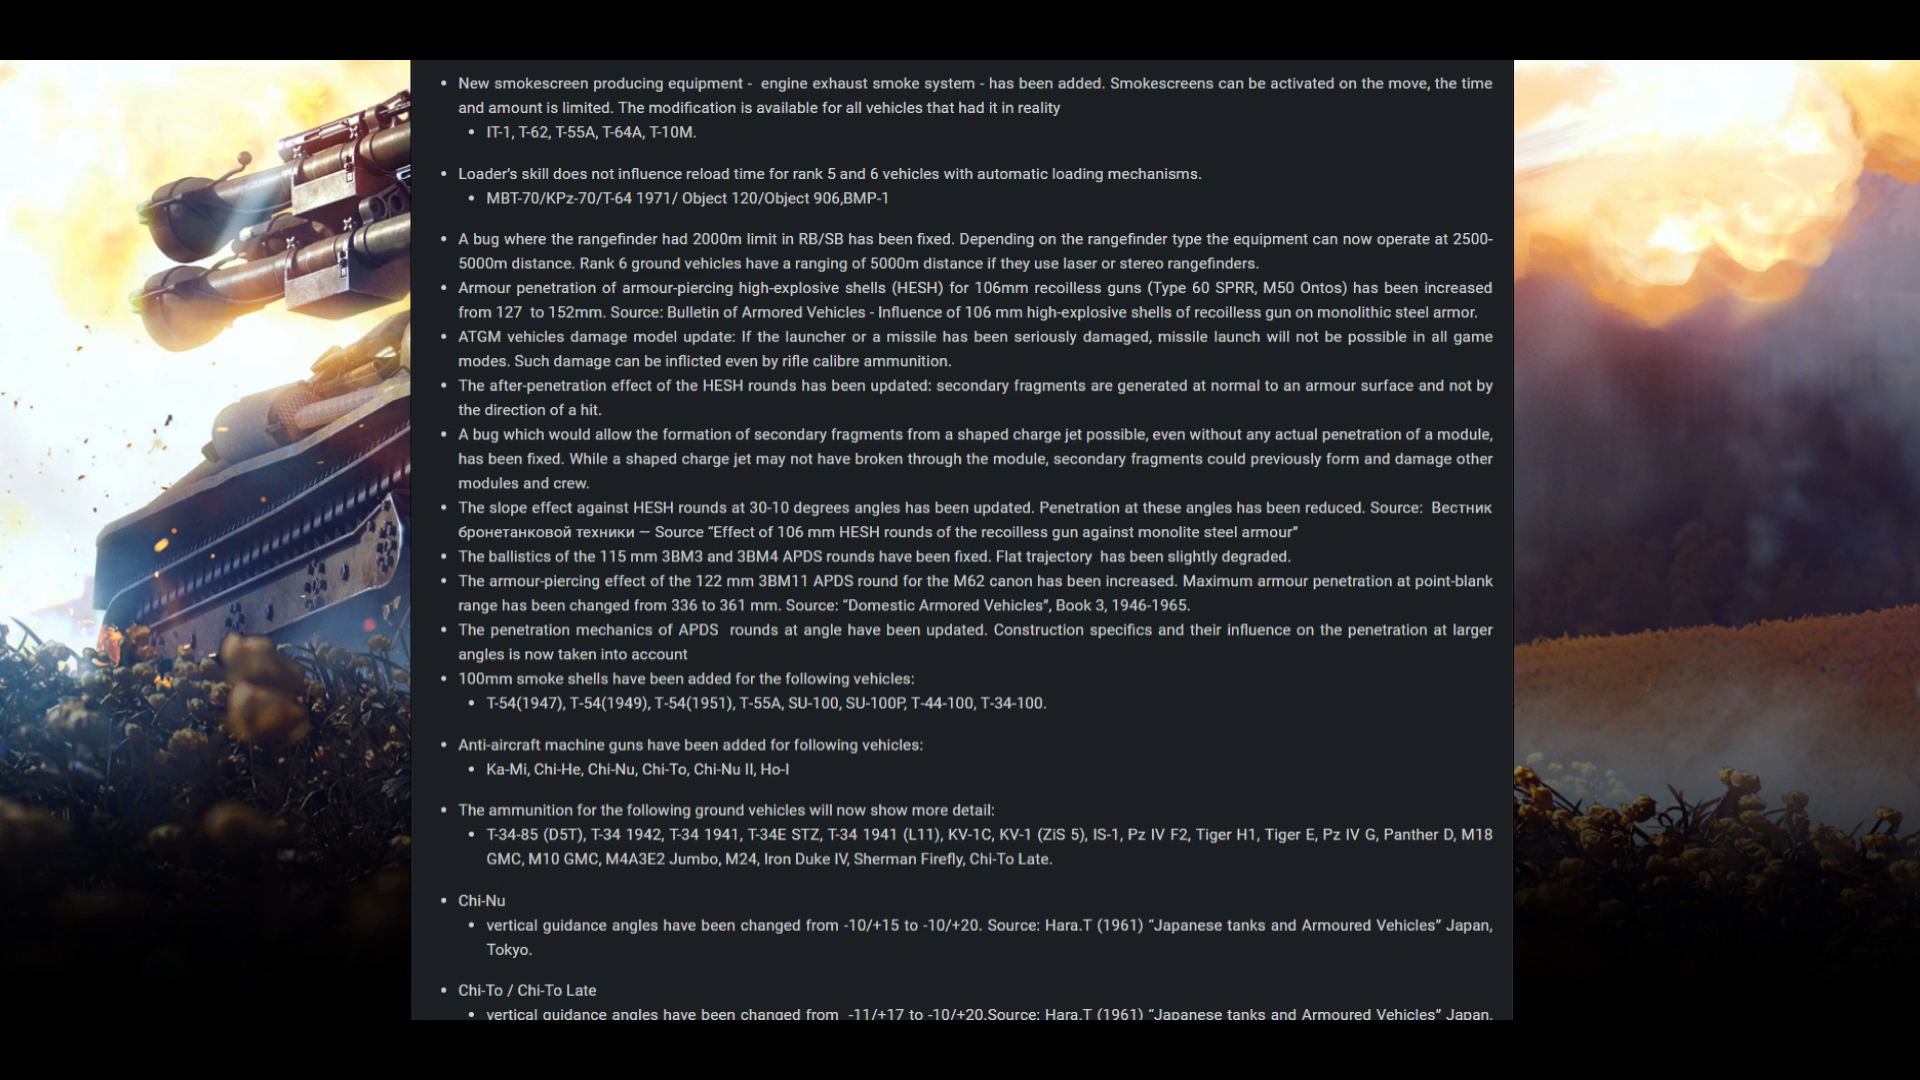 • New smokescreen producing equipment - engine exhaust smoke system - has been added. Smokescreens can be activated on the move, the time
and amount is limited. The modification is available for all vehicles that had it in reality
• IT-1, T-62, T-55A, T-64A, T-10M.
• Loader's skill does not influence reload time for rank 5 and 6 vehicles with automatic loading mechanisms.
• MBT-70/KPz-70/T-64 1971/ Object 120/Object 906,BMP-1
• A bug where the rangefinder had 2000m limit in RB/SB has been fixed. Depending on the rangefinder type the equipment can now operate at 2500-
5000m distance. Rank 6 ground vehicles have a ranging of 5000m distance if they use laser or stereo rangefinders.
• Armour penetration of armour-piercing high-explosive shells (HESH) for 106mm recoilless guns (Type 60 SPRR, M50 Ontos) has been increased
from 127 to 152mm. Source: Bulletin of Armored Vehicles - Influence of 106 mm high-explosive shells of recoilless gun on monolithic steel armor.
• ATGM vehicles damage model update: If the launcher or a missile has been seriously damaged, missile launch will not be possible in all game
modes. Such damage can be inflicted even by rifle calibre ammunition.
• The after-penetration effect of the HESH rounds has been updated: secondary fragments are generated at normal to an armour surface and not by
the direction of a hit.
• A bug which would allow the formation of secondary fragments from a shaped charge jet possible, even without any actual penetration of a module,
has been fixed. While a shaped charge jet may not have broken through the module, secondary fragments could previously form and damage other
modules and crew.
• The slope effect against HESH rounds at 30-10 degrees angles has been updated. Penetration at these angles has been reduced. Source: Вестник
бронетанковой техники — Source “Effect of 106 mm HESH rounds of the recoilless gun against monolite steel armour”
• The ballistics of the 115 mm 3BM3 and 3BM4 APDS rounds have been fixed. Flat trajectory has been slightly degraded.
• The armour-piercing effect of the 122 mm 3BM11 APDS round for the M62 canon has been increased. Maximum armour penetration at point-blank
range has been changed from 336 to 361 mm. Source: “Domestic Armored Vehicles”, Book 3, 1946-1965.
• The penetration mechanics of APDS rounds at angle have been updated. Construction specifics and their influence on the penetration at larger
angles is now taken into account
• 100mm smoke shells have been added for the following vehicles:
• T-54(1947), T-54(1949), T-54(1951), T-55A, SU-100, SU-100P, T-44-100, T-34-100.
• Anti-aircraft machine guns have been added for following vehicles:
• Ka-Mi, Chi-He, Chi-Nu, Chi-To, Chi-Nu II, Ho-I
• The ammunition for the following ground vehicles will now show more detail:
• T-34-85 (D5T), T-34 1942, T-34 1941, T-34E STZ, T-34 1941 (L11), KV-1C, KV-1 (ZiS 5), IS-1, Pz IV F2, Tiger H1, Tiger E, Pz IV G, Panther D, M18
GMC, M10 GMC, M4A3E2 Jumbo, M24, Iron Duke IV, Sherman Firefly, Chi-To Late.
• Chi-Nu
• vertical guidance angles have been changed from -10/+15 to -10/+20. Source: Hara.T (1961) “Japanese tanks and Armoured Vehicles” Japan,
Tokyo.
• Chi-To / Chi-To Late
• vertical guidance angles have been changed from -11/+17 to -10/+20.Source: Hara.T (1961) “Japanese tanks and Armoured Vehicles” Japan,